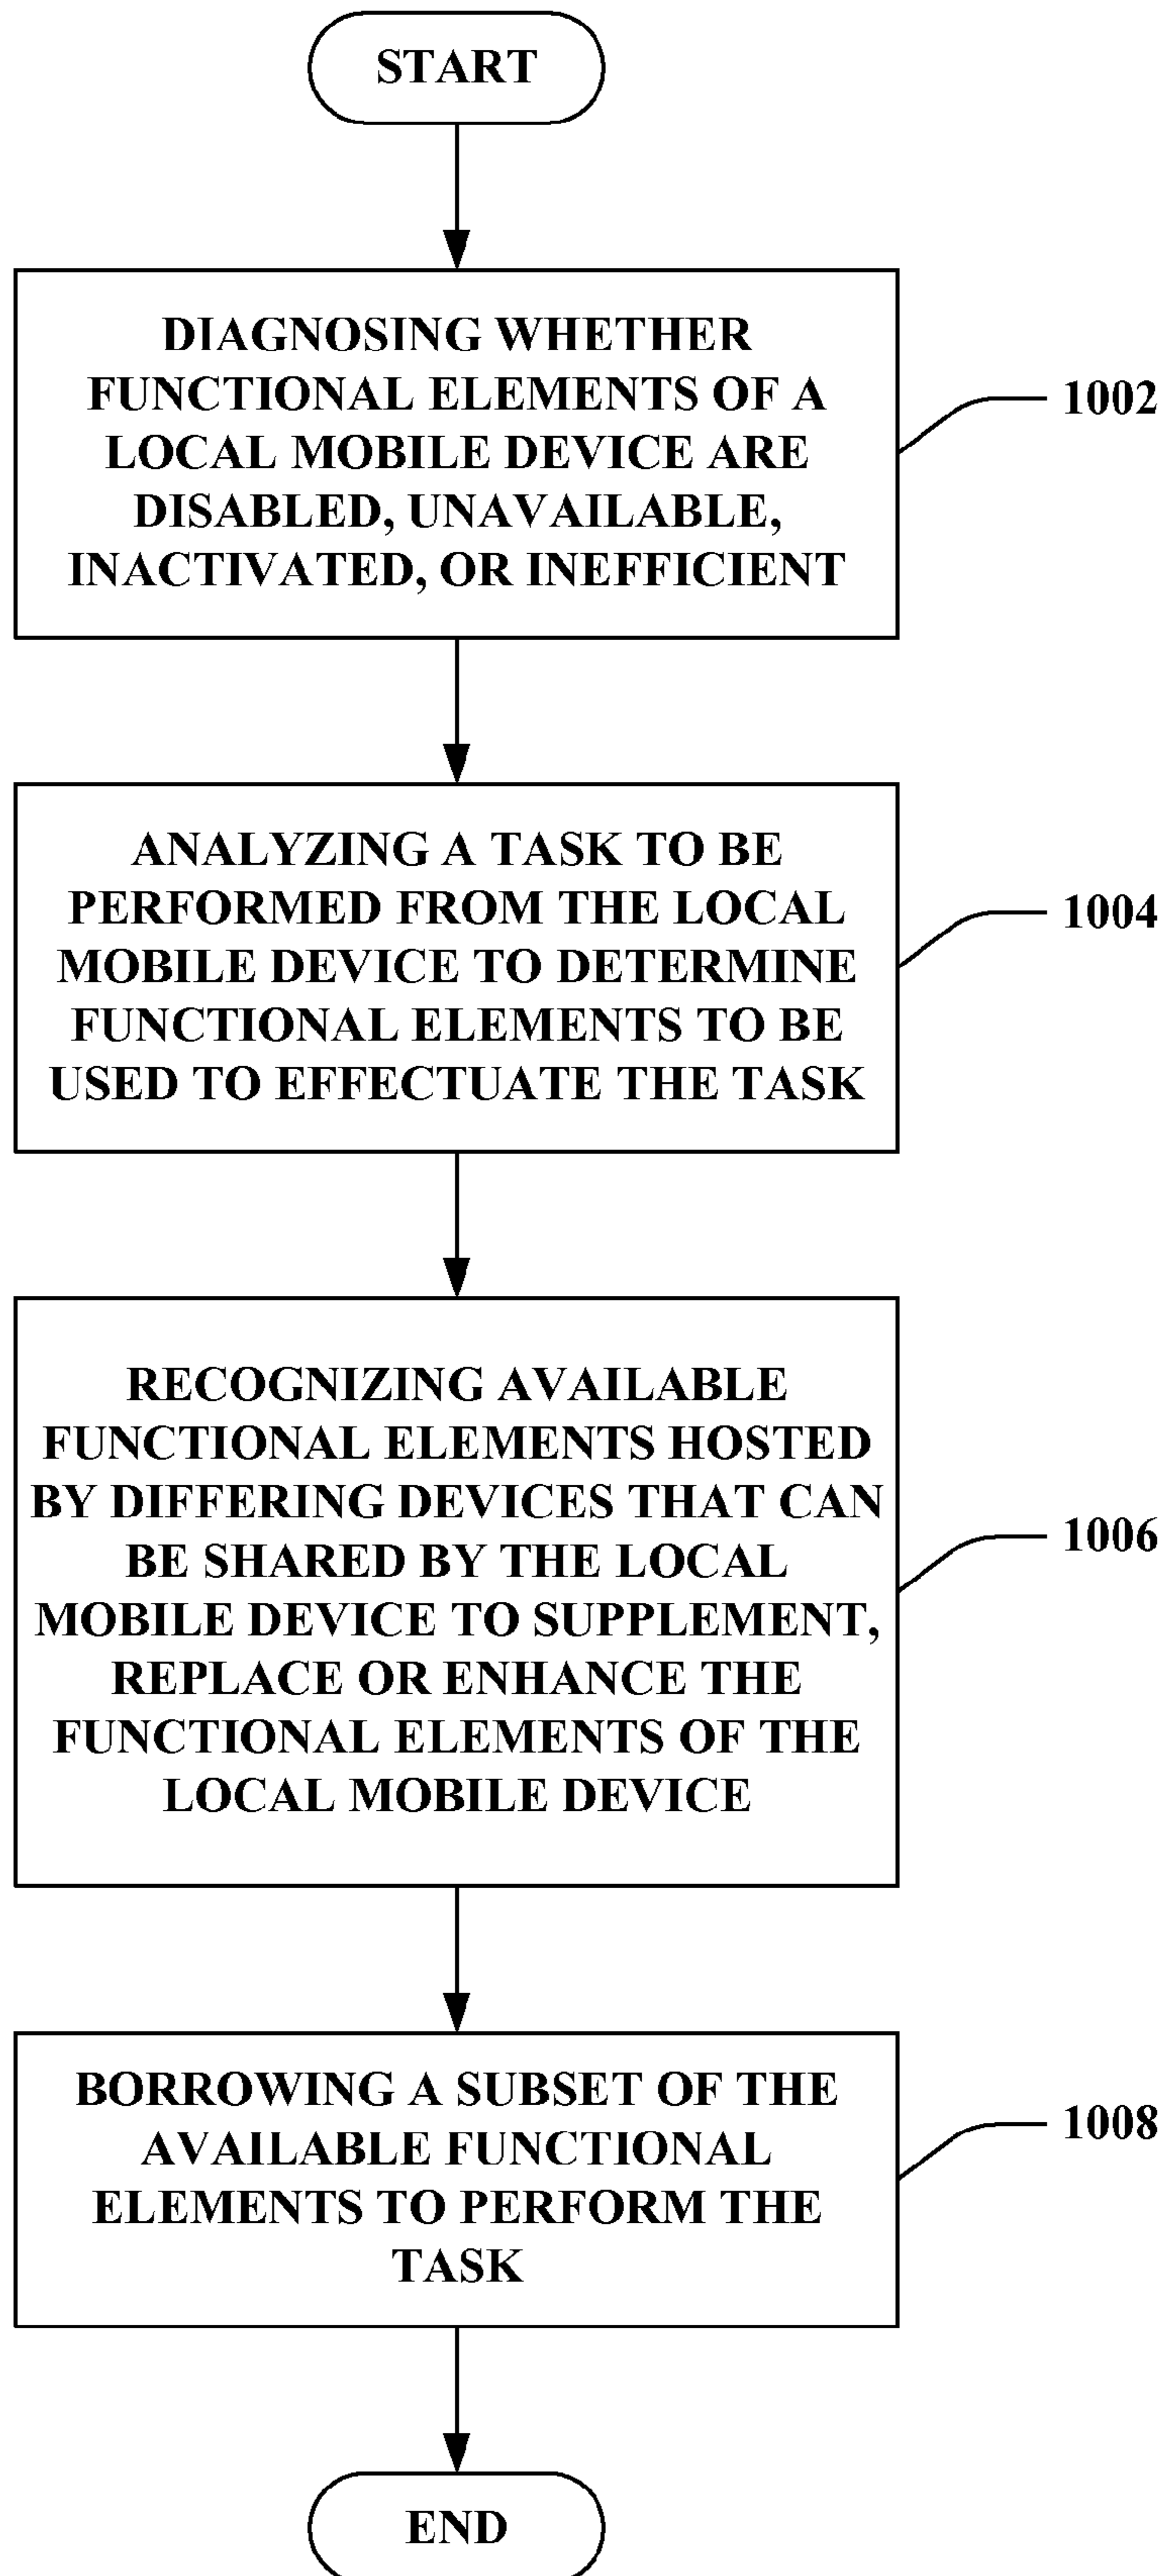 START
DIAGNOSING WHETHER
FUNCTIONAL ELEMENTS OF A
LOCAL MOBILE DEVICE ARE
DISABLED, UNAVAILABLE,
INACTIVATED, OR INEFFICIENT
1002
ANALYZING A TASK TO BE
PERFORMED FROM THE LOCAL
MOBILE DEVICE TO DETERMINE
FUNCTIONAL ELEMENTS TO BE
USED TO EFFECTUATE THE TASK
1004
RECOGNIZING AVAILABLE
FUNCTIONAL ELEMENTS HOSTED
BY DIFFERING DEVICES THAT CAN
BE SHARED BY THE LOCAL
MOBILE DEVICE TO SUPPLEMENT,
REPLACE OR ENHANCE THE
FUNCTIONAL ELEMENTS OF THE
LOCAL MOBILE DEVICE
1006
BORROWING A SUBSET OF THE
AVAILABLE FUNCTIONAL
ELEMENTS TO PERFORM THE
TASK
1008
END